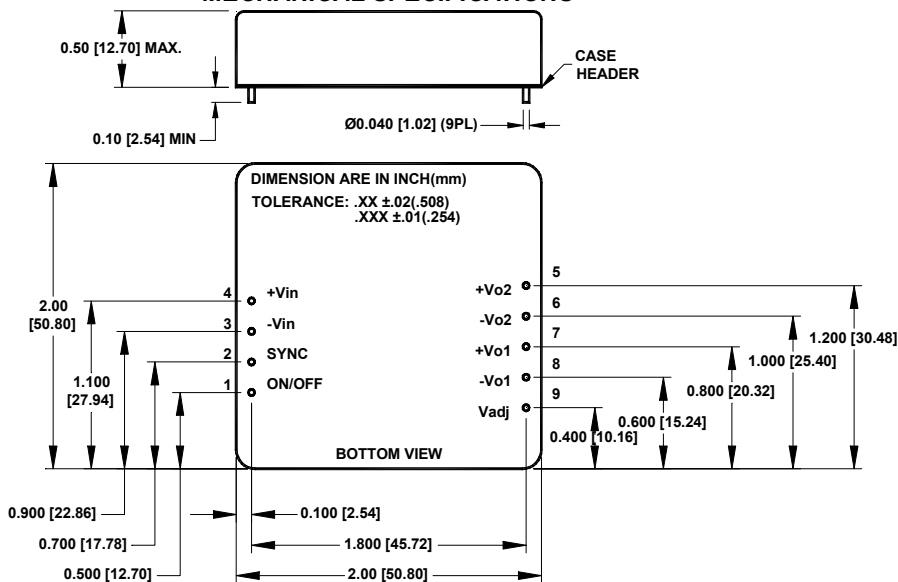 0.50 [12.70] MAX.
CASE
HEADER
Ø0.040 [1.02] (9PL)
0.10 [2.54] MIN
DIMENSION ARE IN INCH(mm)
TOLERANCE: .XX ±.02(.508)
.XXX ±.01(.254)
2.00
[50.80]
4 +Vin
3 -Vin
2 SYNC
1 ON/OFF
+Vo2 5
-Vo2 6
+Vo1 7
-Vo1 8
Vadj 9
1.200 [30.48]
1.000 [25.40]
0.800 [20.32]
0.600 [15.24]
0.400 [10.16]
1.100
[27.94]
BOTTOM VIEW
0.900 [22.86]
0.700 [17.78]
0.500 [12.70]
0.100 [2.54]
1.800 [45.72]
2.00 [50.80]